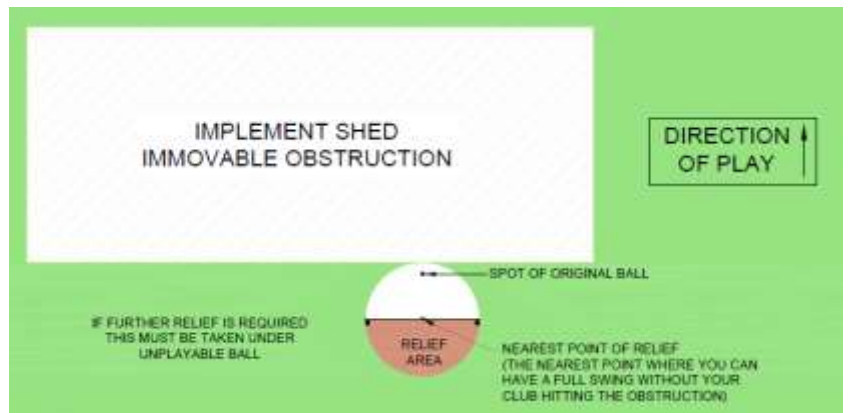 IMPLEMENT SHED
IMMOVABLE OBSTRUCTION
DIRECTION
OF PLAY
SPOT OF ORIGINAL BALL
IF FURTHER RELIEF IS REQUIRED
THIS MUST BE TAKEN UNDER
UNPLAYABLE BALL
RELIEF
AREA
NEAREST POINT OF RELIEF
(THE NEAREST POINT WHERE YOU CAN
HAVE A FULL SWING WITHOUT YOUR
CLUB HITTING THE OBSTRUCTION)